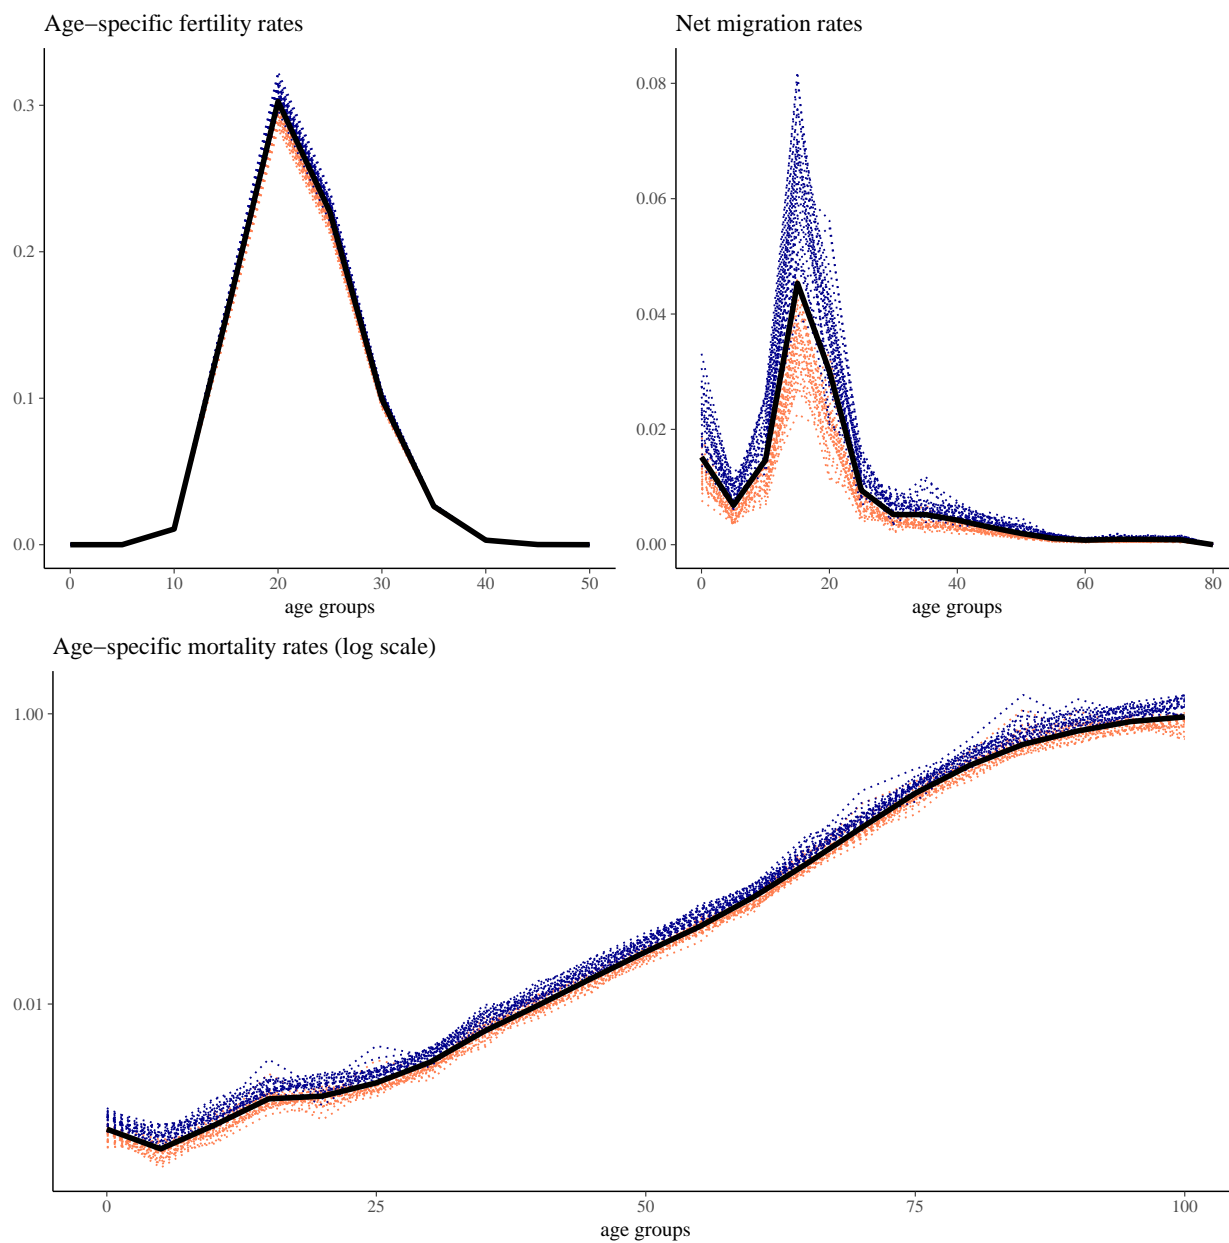 Age−specific fertility rates
0.3
0.2
0.1
0.0
0 10 20 30 40 50
age groups
Net migration rates
0.08
0.06
0.04
0.02
0.00
0 20 40 60 80
age groups
Age−specific mortality rates (log scale)
1.00
0.01
0 25 50 75 100
age groups